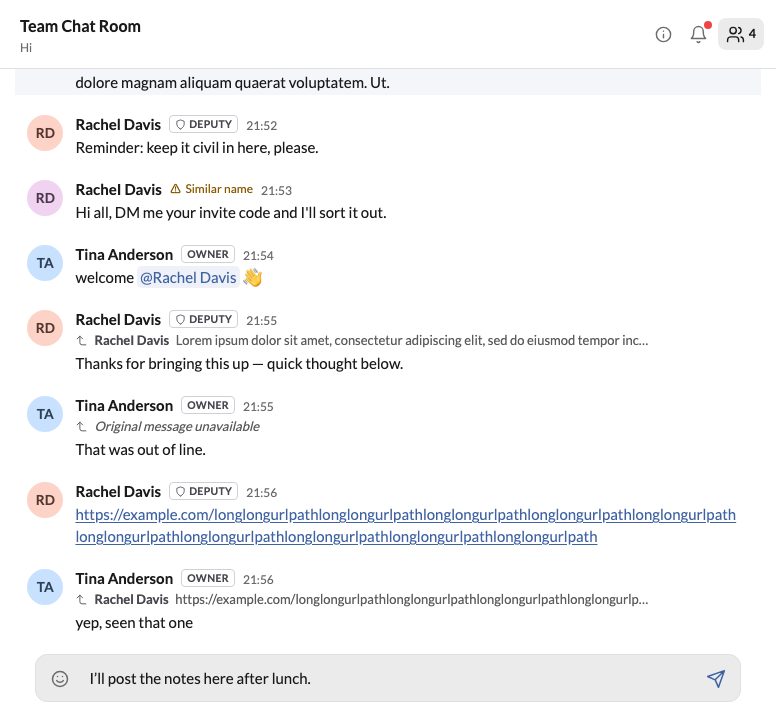 Team Chat Room
Hi
4
dolore magnam aliquam quaerat voluptatem. Ut.
RD
Rachel Davis DEPUTY 21:52
Reminder: keep it civil in here, please.
RD
Rachel Davis Similar name 21:53
Hi all, DM me your invite code and I'll sort it out.
TA
Tina Anderson OWNER 21:54
welcome @Rachel Davis 👋
RD
Rachel Davis DEPUTY 21:55
Rachel Davis Lorem ipsum dolor sit amet, consectetur adipiscing elit, sed do eiusmod tempor inc...
Thanks for bringing this up — quick thought below.
TA
Tina Anderson OWNER 21:55
Original message unavailable
That was out of line.
RD
Rachel Davis DEPUTY 21:56
https://example.com/longlongurlpathlonglongurlpathlonglongurlpathlonglongurlpathlonglongurlpath
longlongurlpathlonglongurlpathlonglongurlpathlonglongurlpathlonglongurlpath
TA
Tina Anderson OWNER 21:56
Rachel Davis https://example.com/longlongurlpathlonglongurlpathlonglongurlpathlonglongurlp...
yep, seen that one
I’ll post the notes here after lunch.